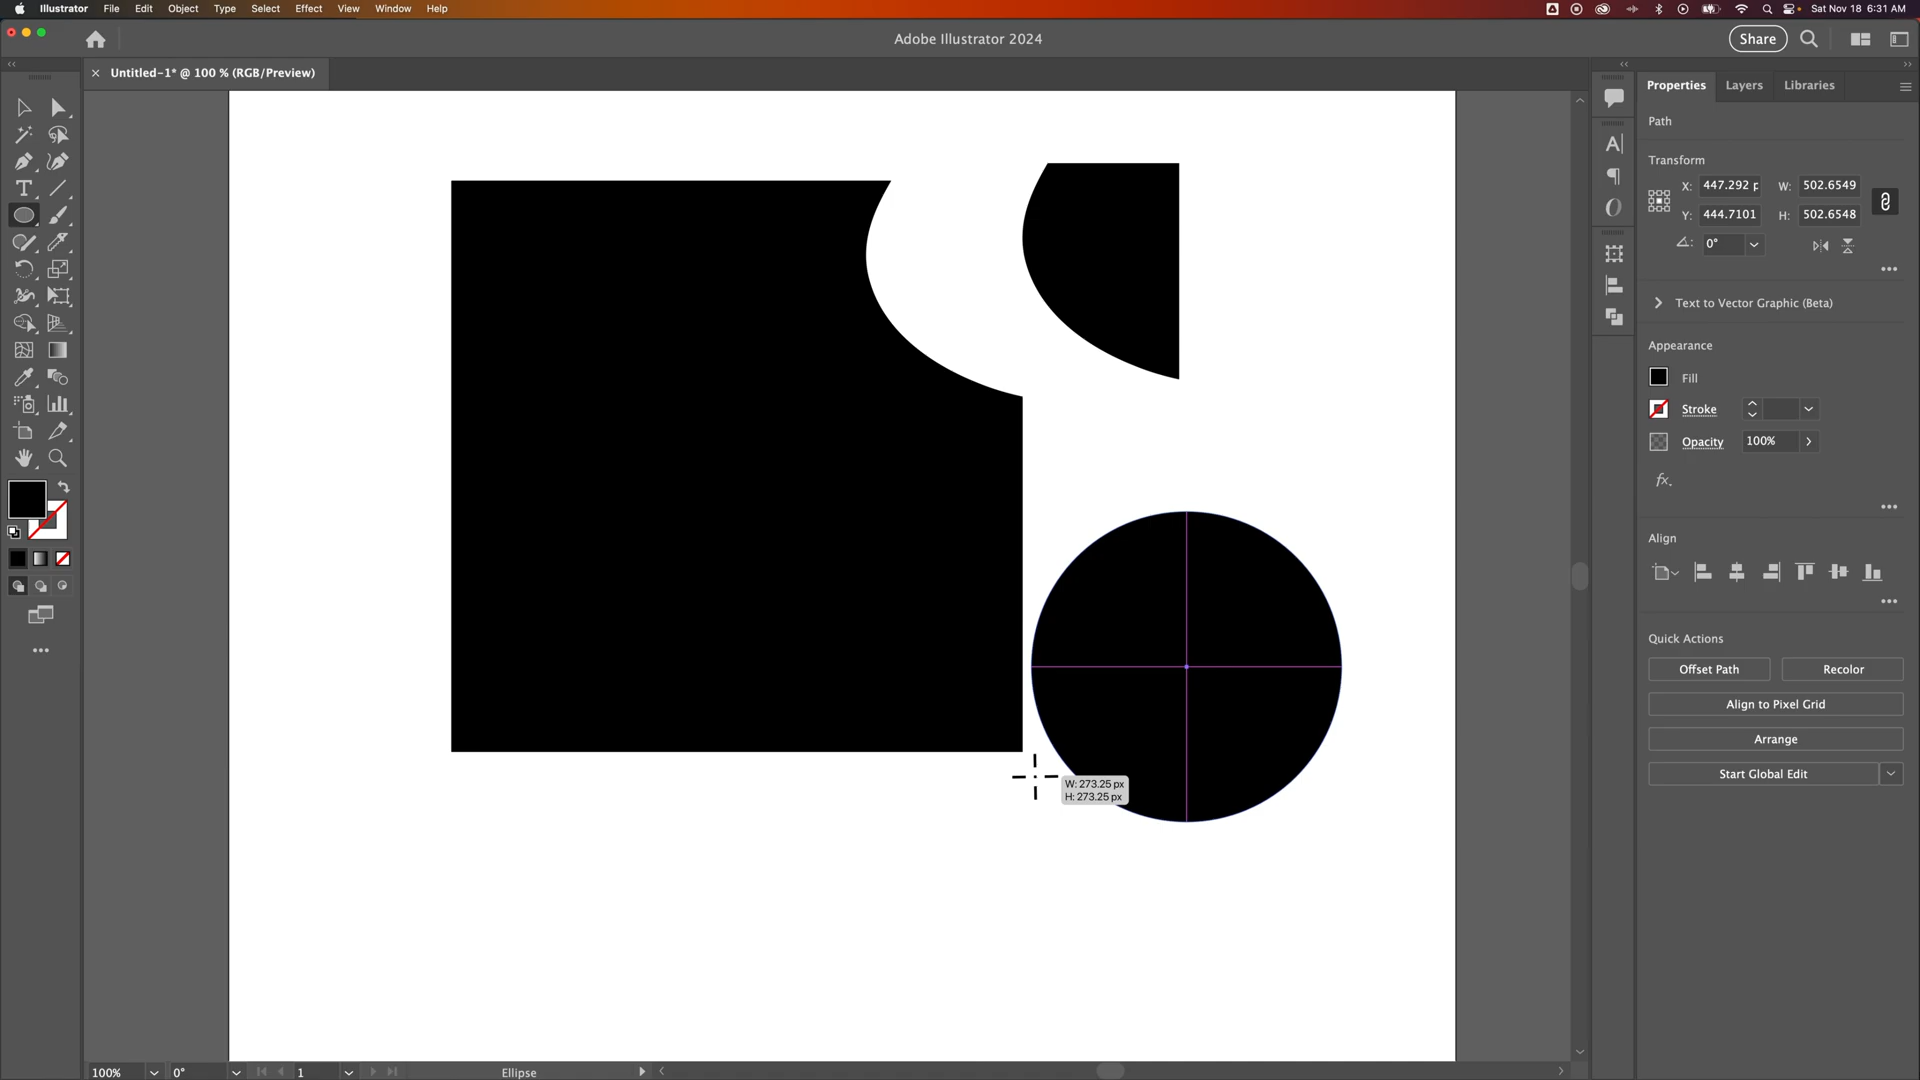 Illustrator File Edit Object Type Select Effect View Window Help
Sat Nov 18 6:31 AM
Adobe Illustrator 2024
Share
Untitled-1* @ 100 % (RGB/Preview)
Properties Layers Libraries
Path
Transform
X: 447.292 p W: 502.6549
Y: 444.7101 H: 502.6548
0°
Text to Vector Graphic (Beta)
Appearance
Fill
Stroke
Opacity 100%
fx.
Align
Quick Actions
Offset Path Recolor
Align to Pixel Grid
Arrange
Start Global Edit
W: 273.25 px
H: 273.25 px
100% 0° 1 Ellipse